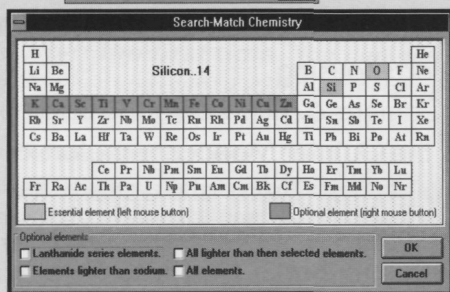 Search-Match Chemistry
H He
Li Be Silicon..14 B C N O F Ne
Na Mg Al Si P S Cl Ar
K Ca Sc Ti V Cr Mn Fe Co Ni Cu Zn Ga Ge As Se Br Kr
Rb Sr Y Zr Nb Mo Tc Ru Rh Pd Ag Cd In Sn Sb Te I Xe
Cs Ba La Hf Ta W Re Os Ir Pt Au Hg Ti Pb Bi Po At Rn
Ce Pr Nb Pm Sm Eu Gd Tb Dy Ho Er Tm Yb Lu
Fr Ra Ac Th Pa U Np Pu Am Cm Bk Cf Es Fm Md No Nr
Essential element (left mouse button) Optional element (right mouse button)
Optional elements
Lanthanide series elements. All lighter than then selected elements. OK
Elements lighter than sodium. All elements. Cancel